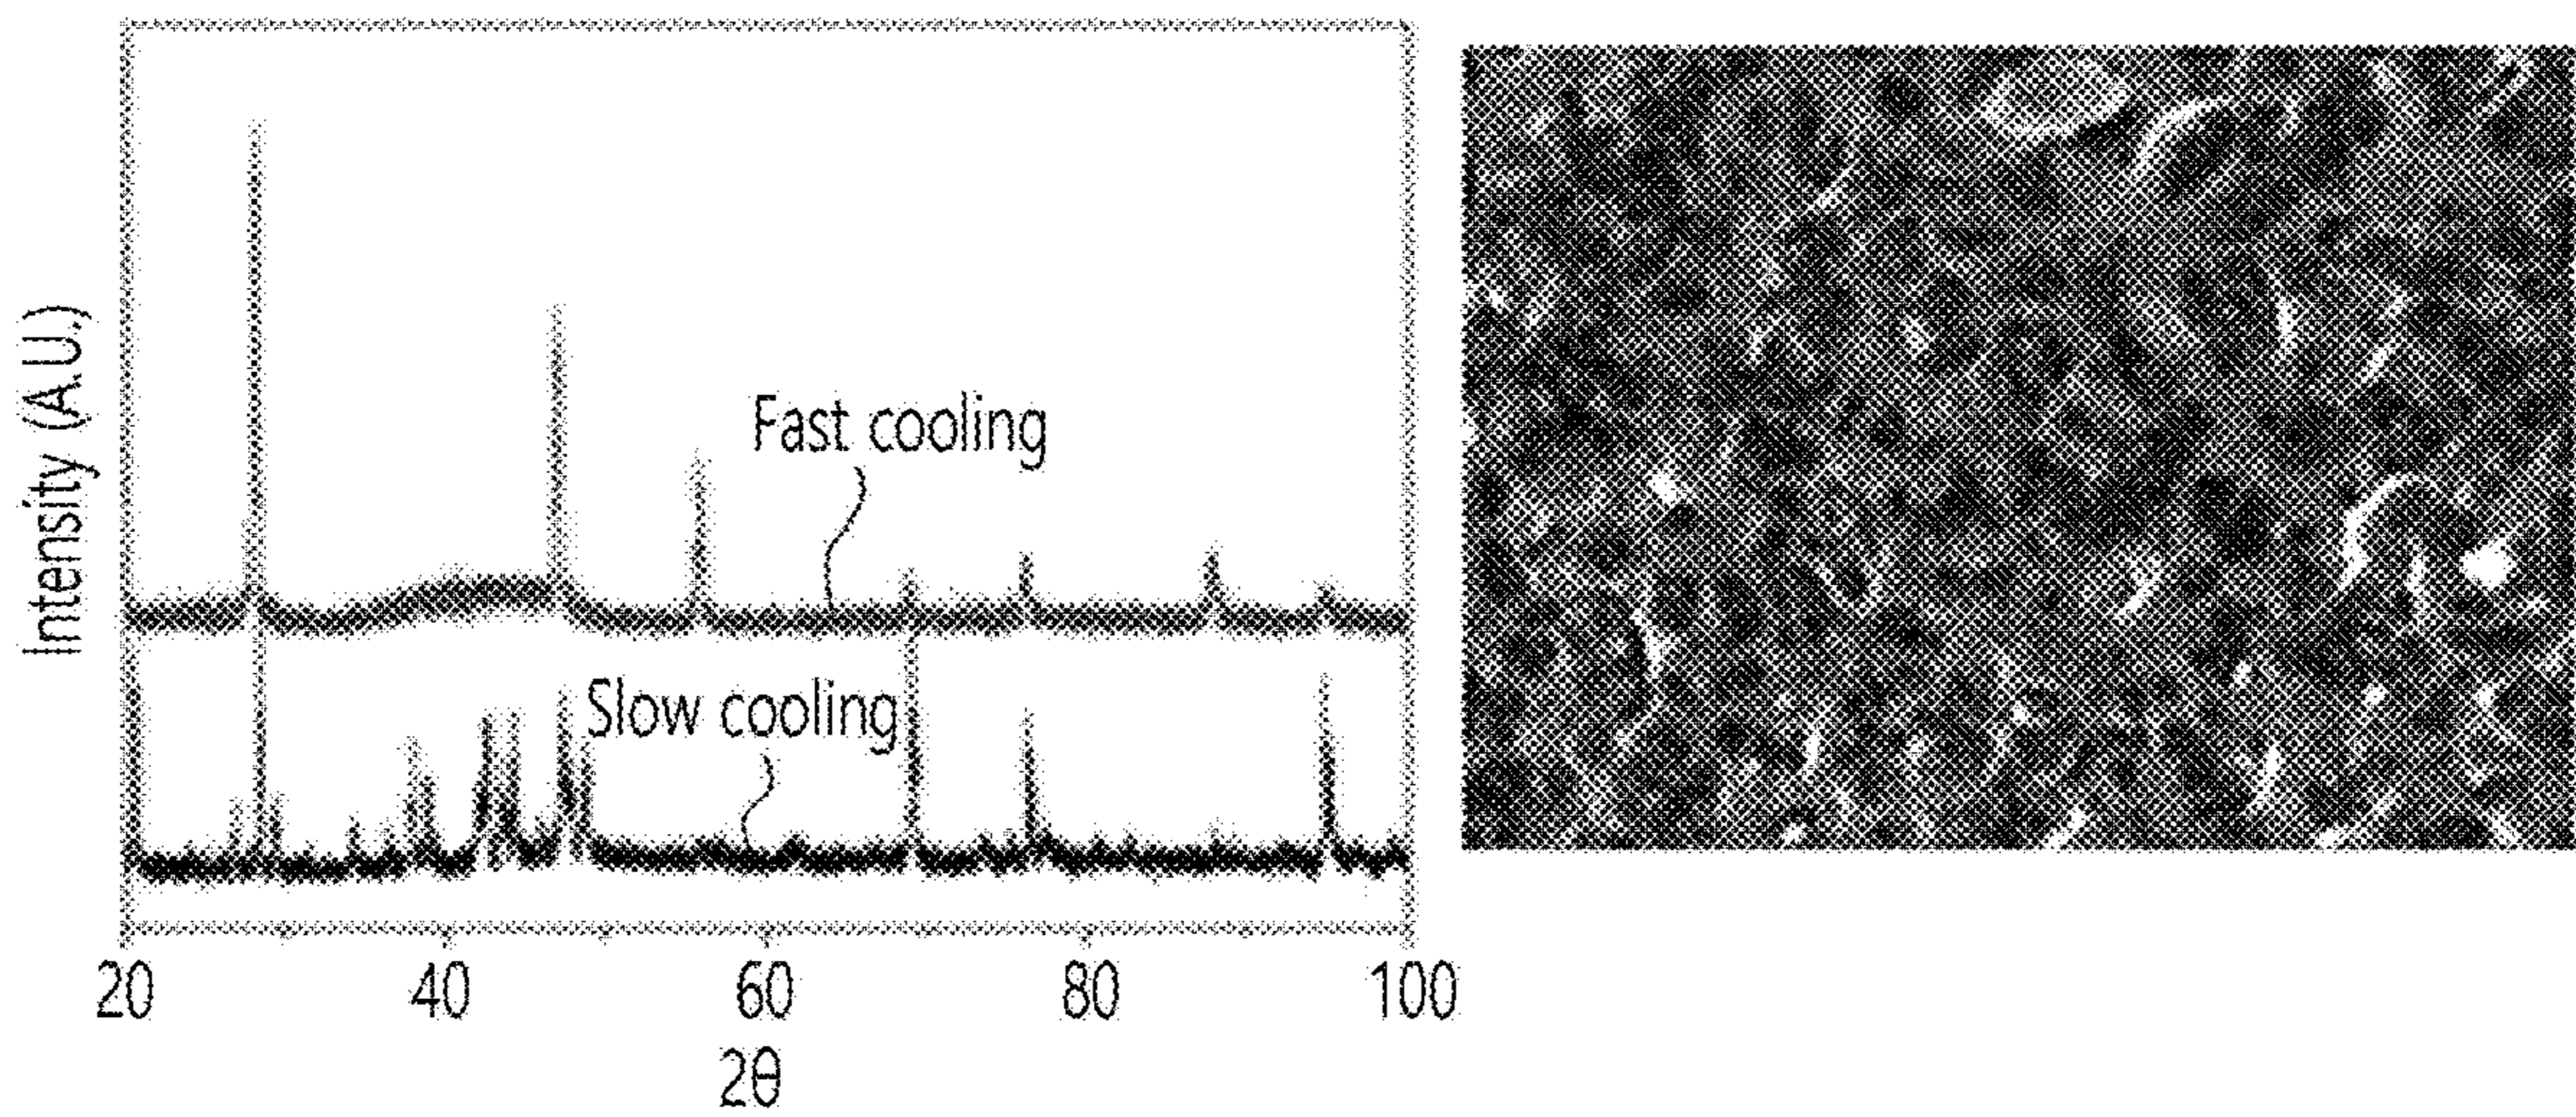 Intensity (A.U.)
Fast cooling
Slow cooling
20 40 60 80 100
2θ